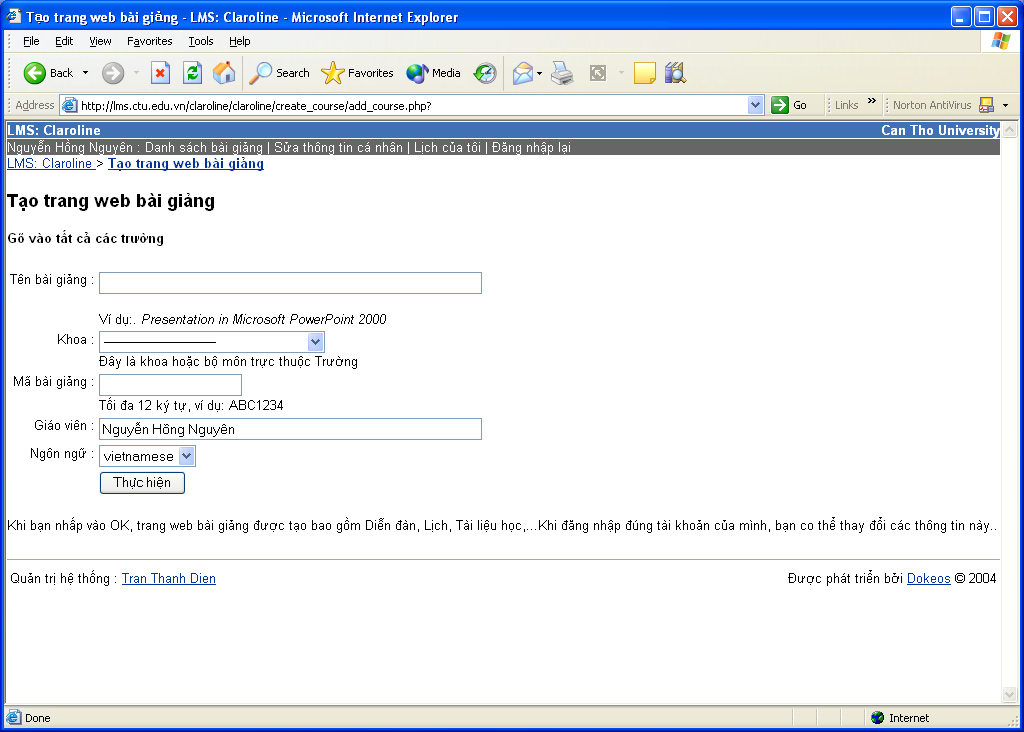 Tạo trang web bài giảng - LMS: Claroline - Microsoft Internet Explorer
File Edit View Favorites Tools Help
Back Search Favorites Media
Address http://lms.ctu.edu.vn/claroline/claroline/create_course/add_course.php? Go Links » Norton AntiVirus
LMS: Claroline Can Tho University
Nguyễn Hồng Nguyên : Danh sách bài giảng | Sửa thông tin cá nhân | Lịch của tôi | Đăng nhập lại
LMS: Claroline > Tạo trang web bài giảng
Tạo trang web bài giảng
Gõ vào tất cả các trường
Tên bài giảng :
Ví dụ:. Presentation in Microsoft PowerPoint 2000
Khoa : --------------------
Đây là khoa hoặc bộ môn trực thuộc Trường
Mã bài giảng :
Tối đa 12 ký tự, ví dụ: ABC1234
Giáo viên : Nguyễn Hồng Nguyên
Ngôn ngữ : vietnamese
Thực hiện
Khi bạn nhấp vào OK, trang web bài giảng được tạo bao gồm Diễn đàn, Lịch, Tài liệu học,...Khi đăng nhập đúng tài khoản của mình, bạn co thể thay đổi các thông tin này..
Quản trị hệ thống : Tran Thanh Dien Được phát triển bởi Dokeos © 2004
Done Internet